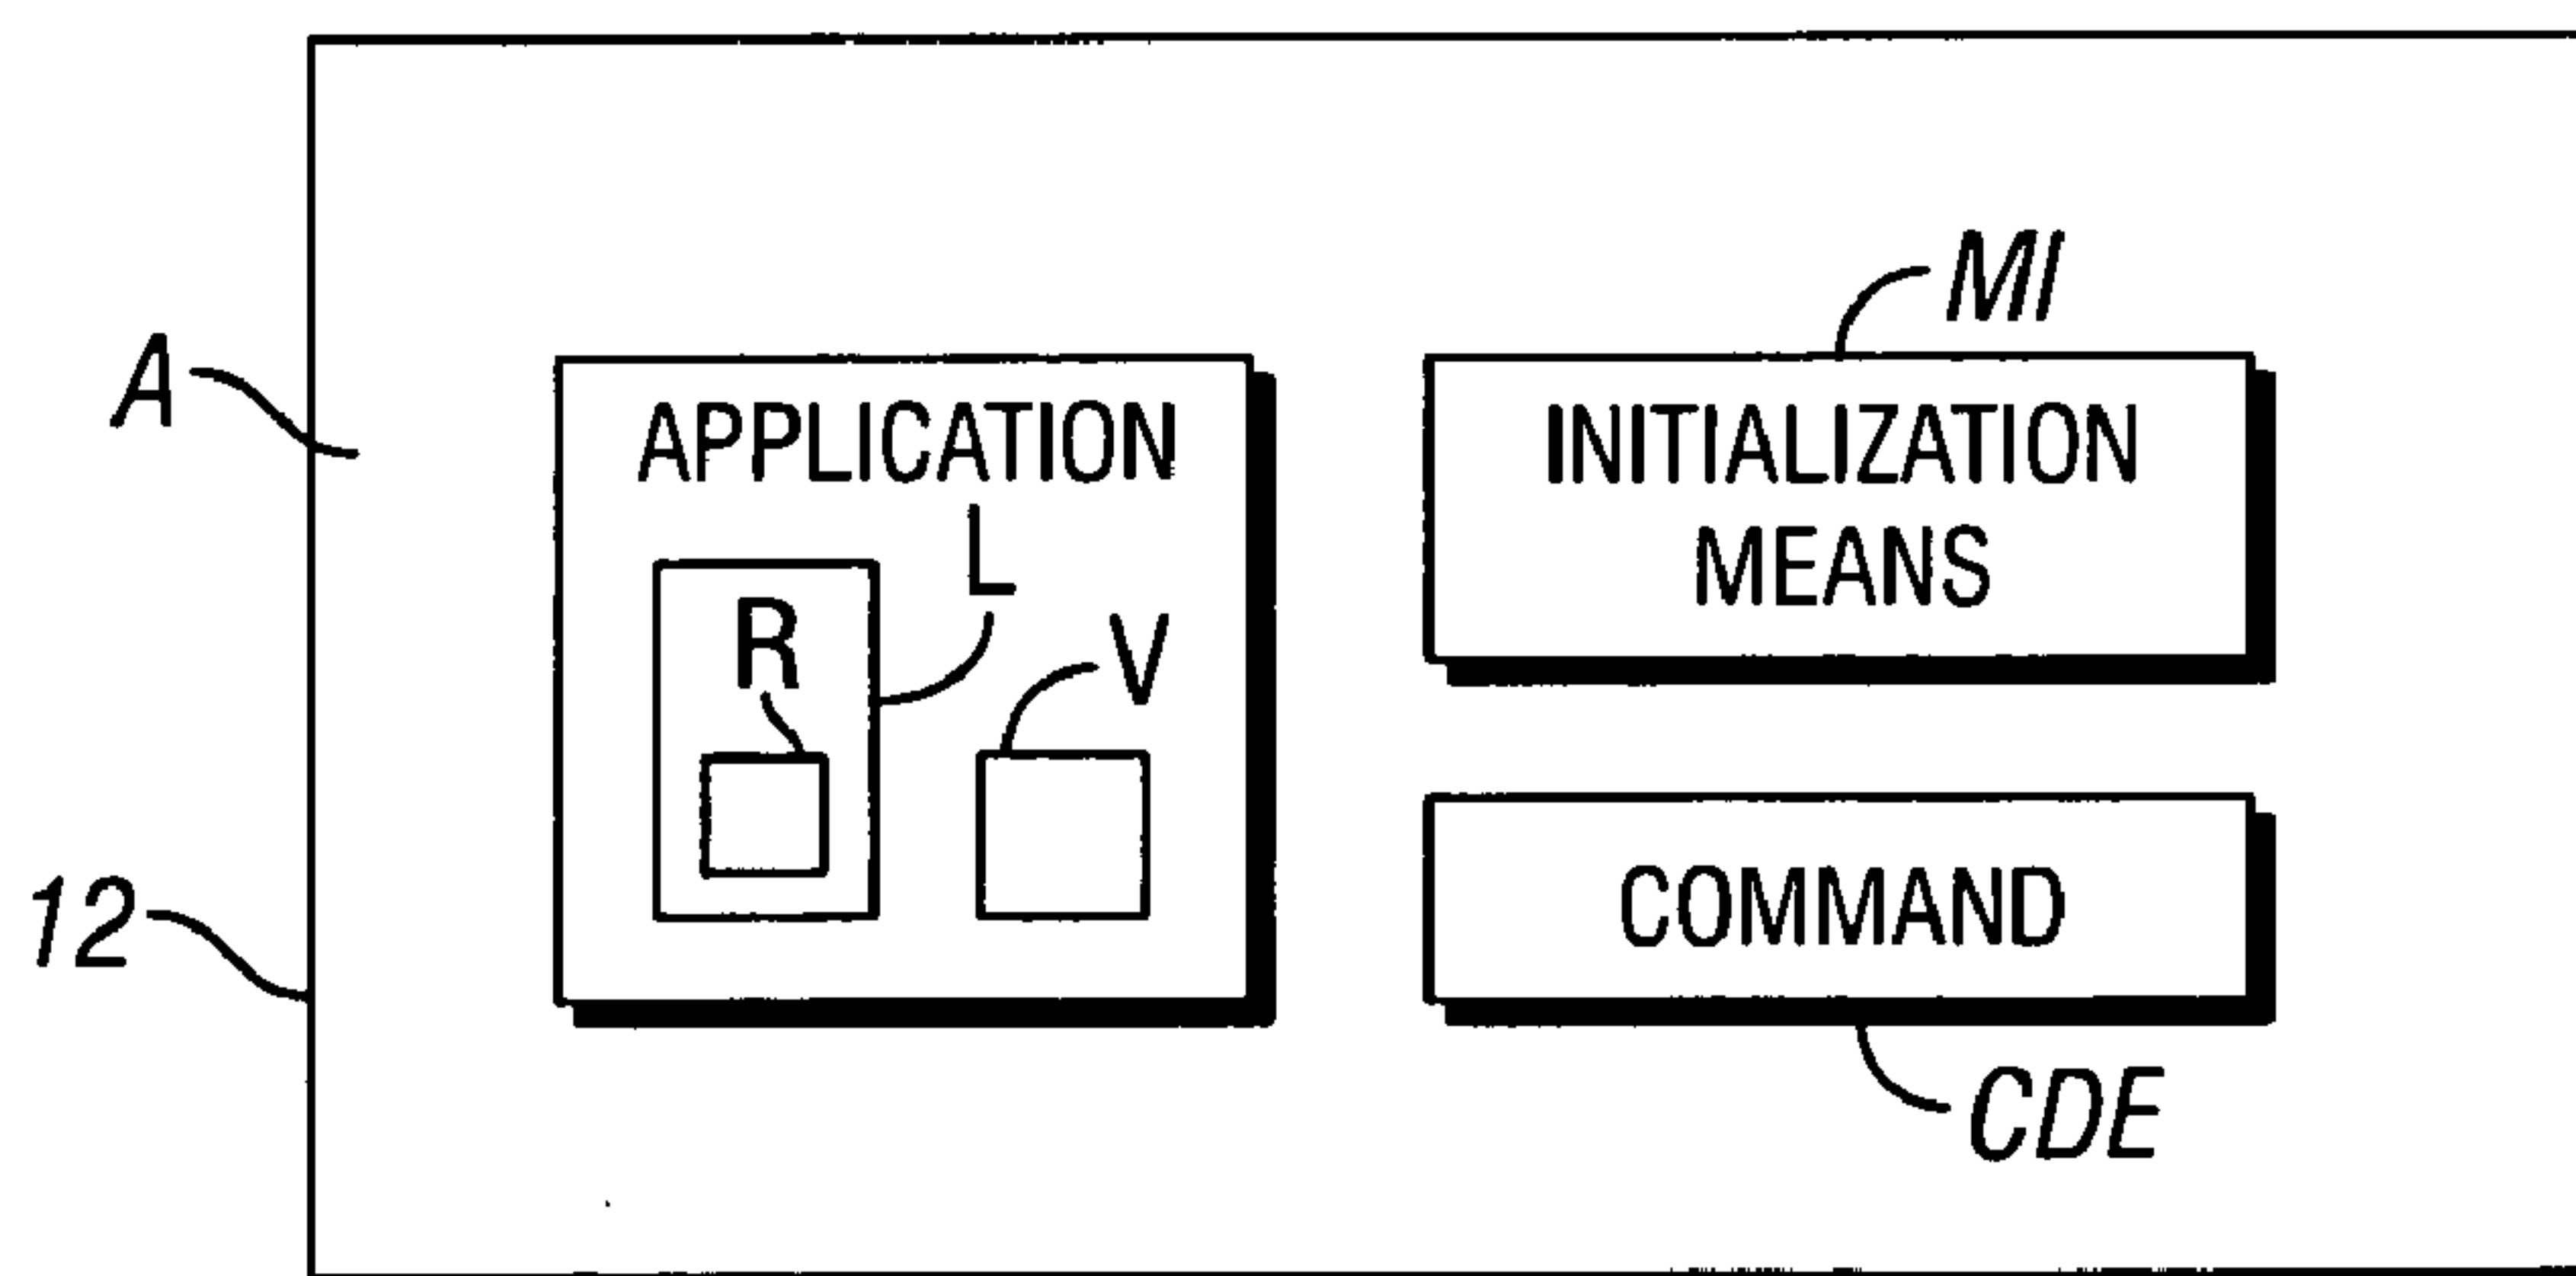 MI
A
APPLICATION
INITIALIZATION
MEANS
L
R
V
12
COMMAND
CDE